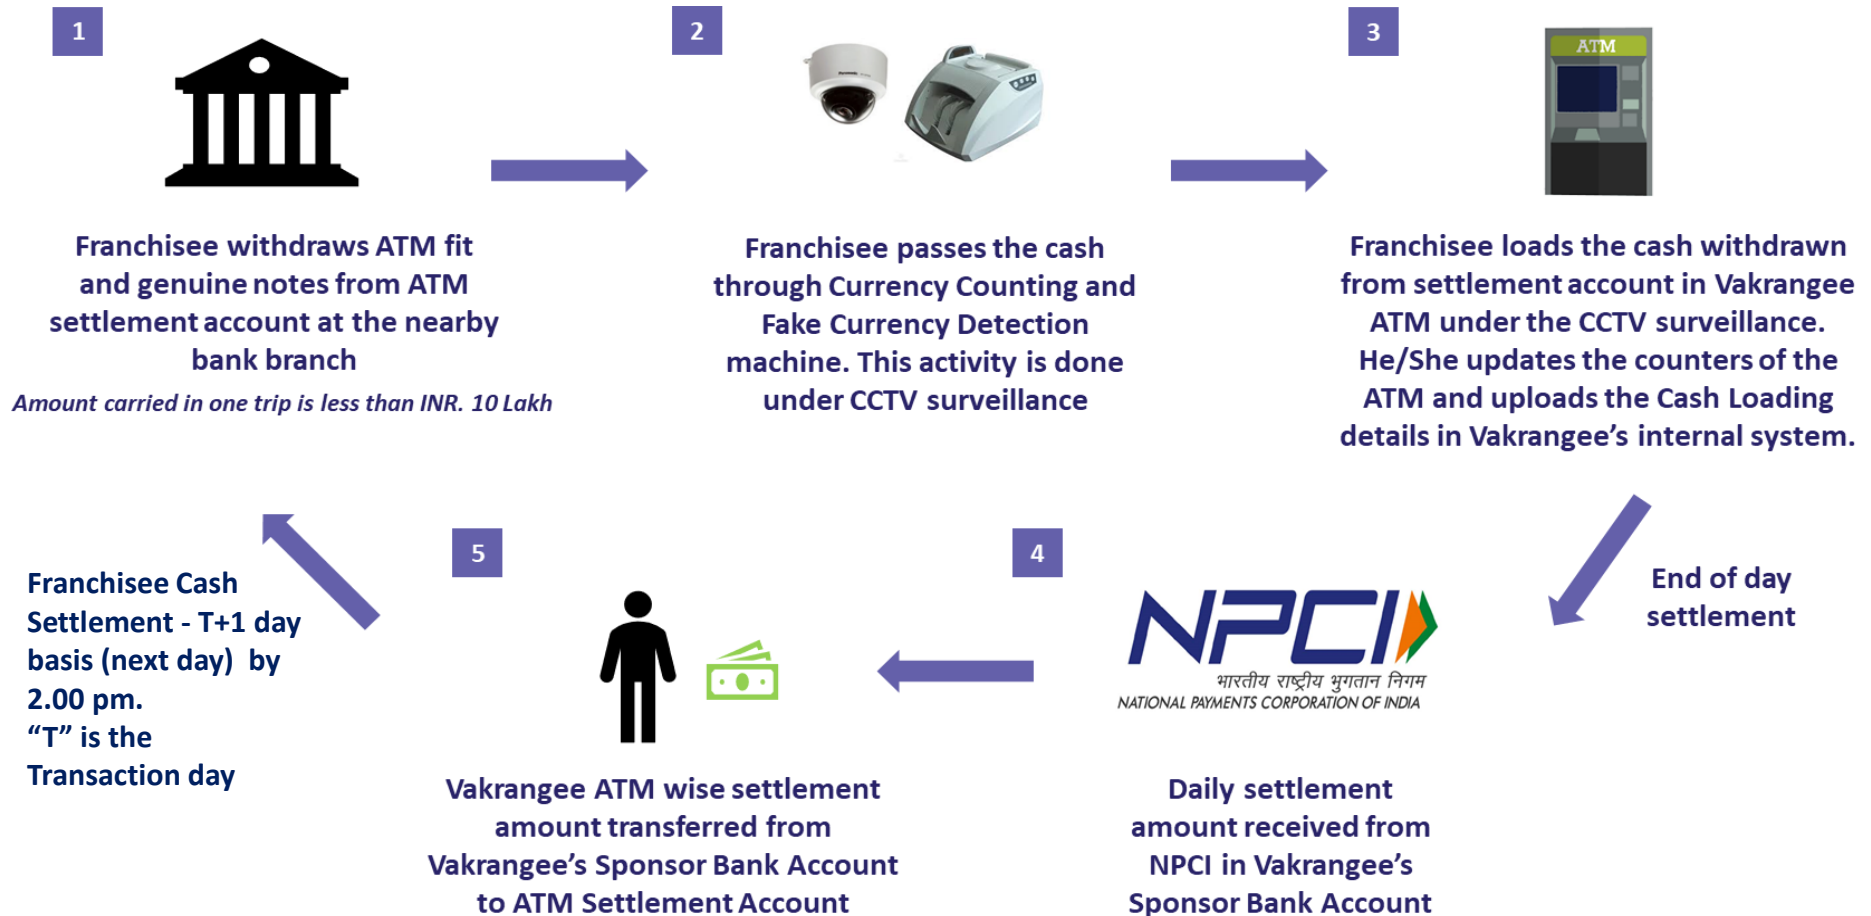 1
Franchisee withdraws ATM fit
and genuine notes from ATM
settlement account at the nearby
bank branch
Amount carried in one trip is less than INR. 10 Lakh
2
Franchisee passes the cash
through Currency Counting and
Fake Currency Detection
machine. This activity is done
under CCTV surveillance
3
ATM
Franchisee loads the cash withdrawn
from settlement account in Vakrangee
ATM under the CCTV surveillance.
He/She updates the counters of the
ATM and uploads the Cash Loading
details in Vakrangee’s internal system.
End of day
settlement
4
NPCI
भारतीय राष्ट्रीय भुगतान निगम
NATIONAL PAYMENTS CORPORATION OF INDIA
Daily settlement
amount received from
NPCI in Vakrangee’s
Sponsor Bank Account
5
Vakrangee ATM wise settlement
amount transferred from
Vakrangee’s Sponsor Bank Account
to ATM Settlement Account
Franchisee Cash
Settlement - T+1 day
basis (next day) by
2.00 pm.
“T” is the
Transaction day